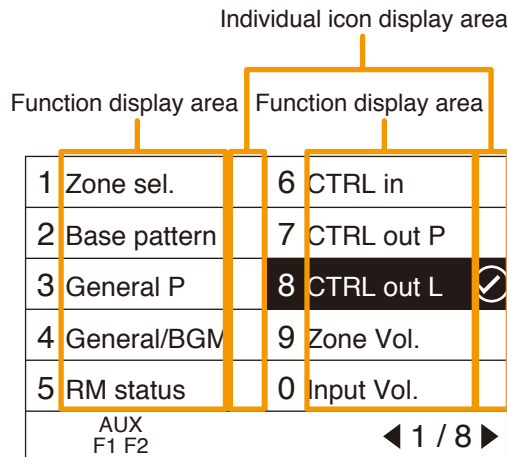 Individual icon display area
Function display area Function display area
1 Zone sel. 6 CTRL in
2 Base pattern 7 CTRL out P
3 General P 8 CTRL out L
4 General/BGM 9 Zone Vol.
5 RM status 0 Input Vol.
AUX
F1 F2
1 / 8